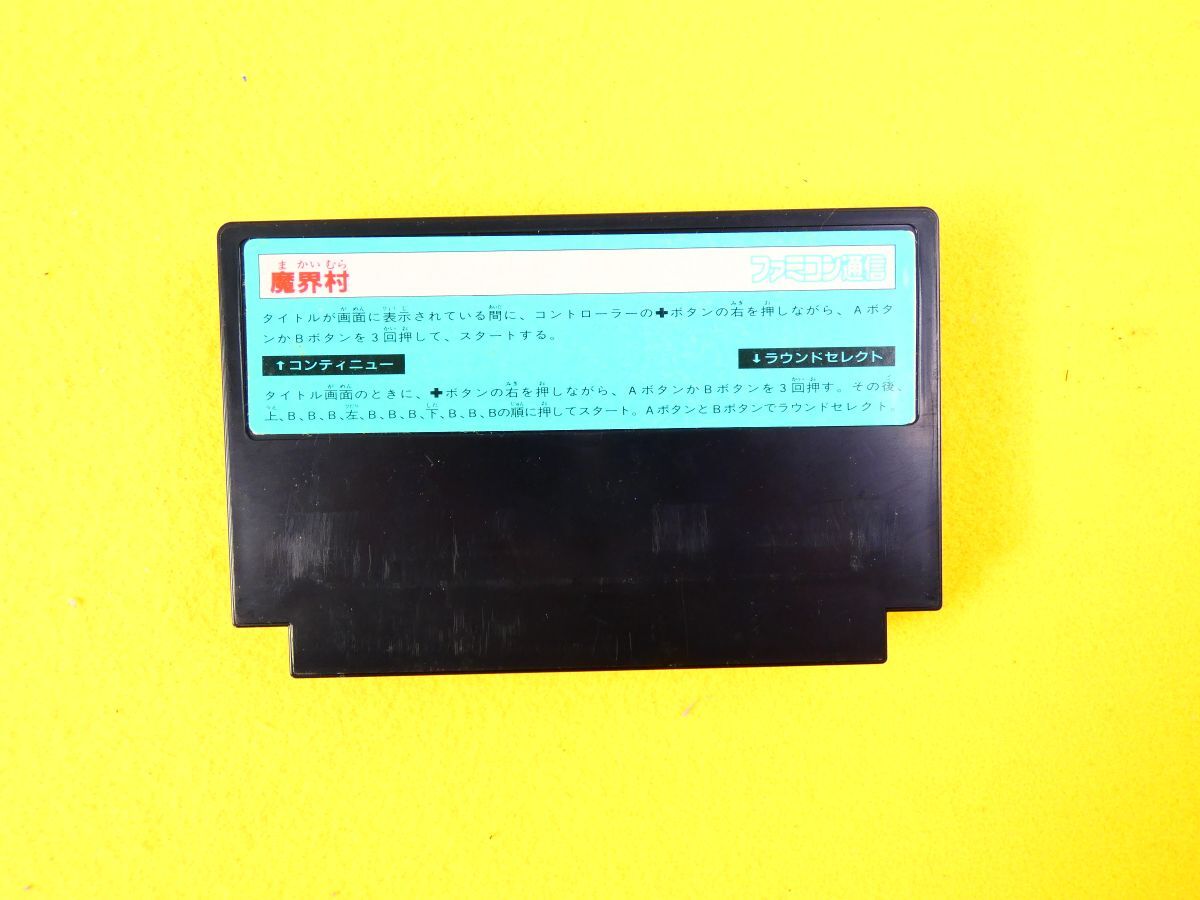 魔界村 ファミコン通信
タイトルが画面に表示されている間に、コントローラーの✚ボタンの右を押しながら、Aボタ
ンかBボタンを3回押して、スタートする。
↑コンティニュー ↓ラウンドセレクト
タイトル画面のときに、✚ボタンの右を押しながら、AボタンかBボタンを3回押す。その後、
上、B、B、B、左、B、B、B、下、B、B、Bの順に押してスタート。AボタンとBボタンでラウンドセレクト。